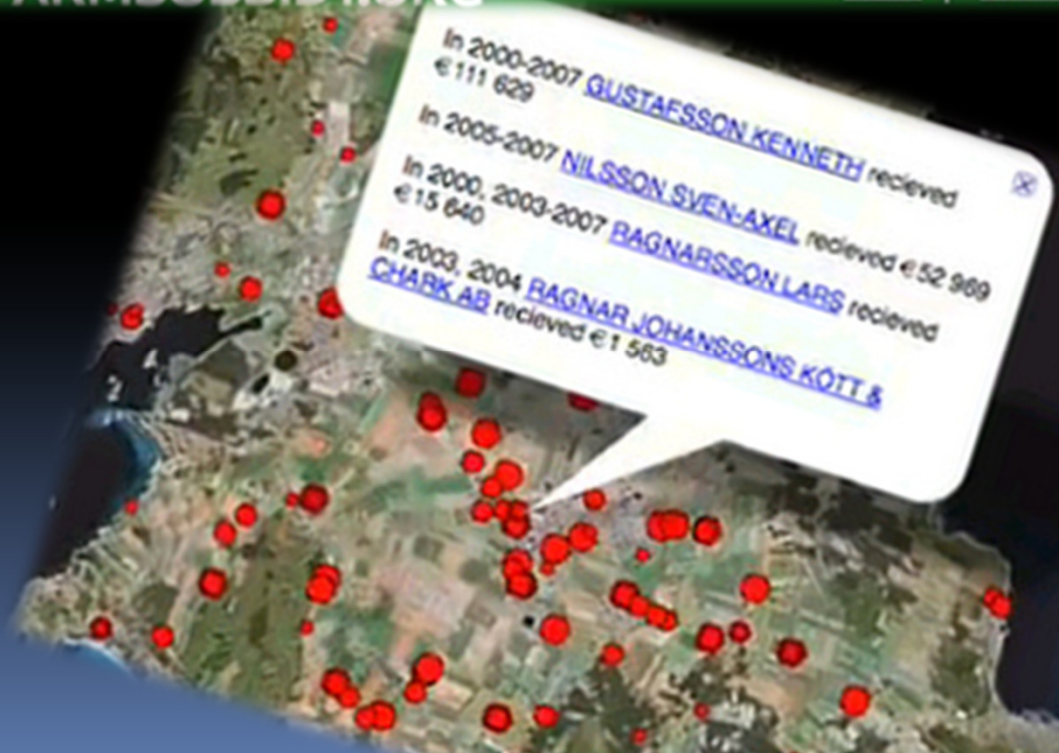 In 2000-2007 GUSTAFSSON KENNETH recieved
€111 629
In 2005-2007 NILSSON SVEN-AXEL recieved €52 969
In 2000, 2003-2007 RAGNARSSON LARS recieved
€15 640
In 2003, 2004 RAGNAR JOHANSSONS KÖTT &
CHARK AB recieved €1 563